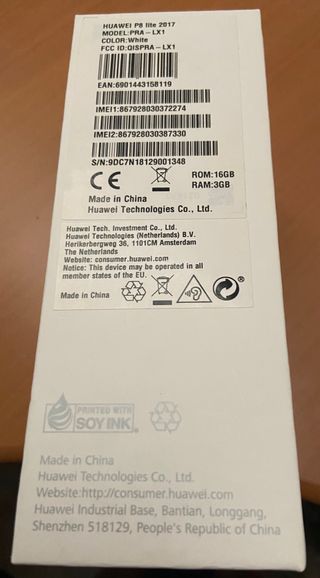 HUAWEI P8 lite 2017
MODEL:PRA-LX1
COLOR:White
FCC ID:QISPRA-LX1
EAN:6901443158119
IMEI1:867928030372274
IMEI2:867928030387330
S/N:9DC7N18129001348
CE
ROM:16GB
RAM:3GB
Made in China
Huawei Technologies Co., Ltd.
Huawei Tech. Investment Co., Ltd.
Huawei Technologies (Netherlands) B.V.
Herikerbergweg 36, 1101CM Amsterdam
The Netherlands
Website: consumer.huawei.com
Notice: This device may be operated in all
member states of the EU.
Made in China
PRINTED WITH
SOY INK
Made in China
Huawei Technologies Co., Ltd.
Website:http://consumer.huawei.com
Huawei Industrial Base, Bantian, Longgang,
Shenzhen 518129, People's Republic of China